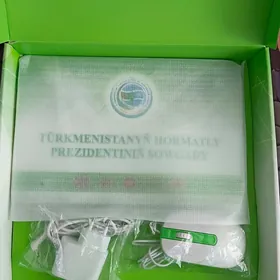 TÜRKMENISTANYŇ HORMATLY
PREZIDENTINIŇ SOWGADY